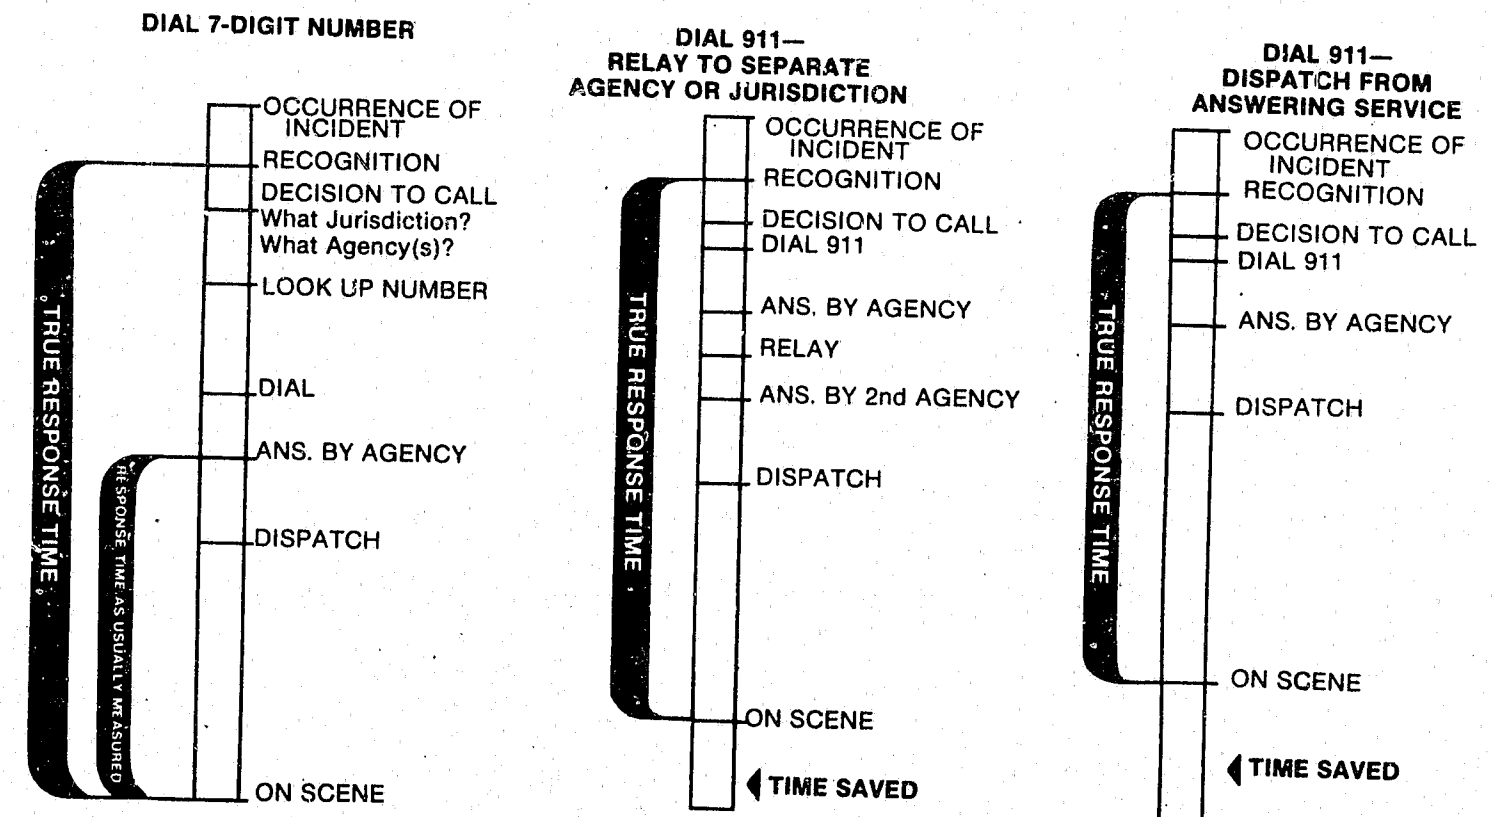 DIAL 7-DIGIT NUMBER
OCCURRENCE OF
INCIDENT
RECOGNITION
DECISION TO CALL
What Jurisdiction?
What Agency(s)?
LOOK UP NUMBER
DIAL
ANS. BY AGENCY
DISPATCH
ON SCENE
TRUE RESPONSE TIME
RESPONSE TIME AS USUALLY MEASURED
DIAL 911—
RELAY TO SEPARATE
AGENCY OR JURISDICTION
OCCURRENCE OF
INCIDENT
RECOGNITION
DECISION TO CALL
DIAL 911
ANS. BY AGENCY
RELAY
ANS. BY 2nd AGENCY
DISPATCH
ON SCENE
TIME SAVED
TRUE RESPONSE TIME
DIAL 911—
DISPATCH FROM
ANSWERING SERVICE
OCCURRENCE OF
INCIDENT
RECOGNITION
DECISION TO CALL
DIAL 911
ANS. BY AGENCY
DISPATCH
ON SCENE
TIME SAVED
TRUE RESPONSE TIME